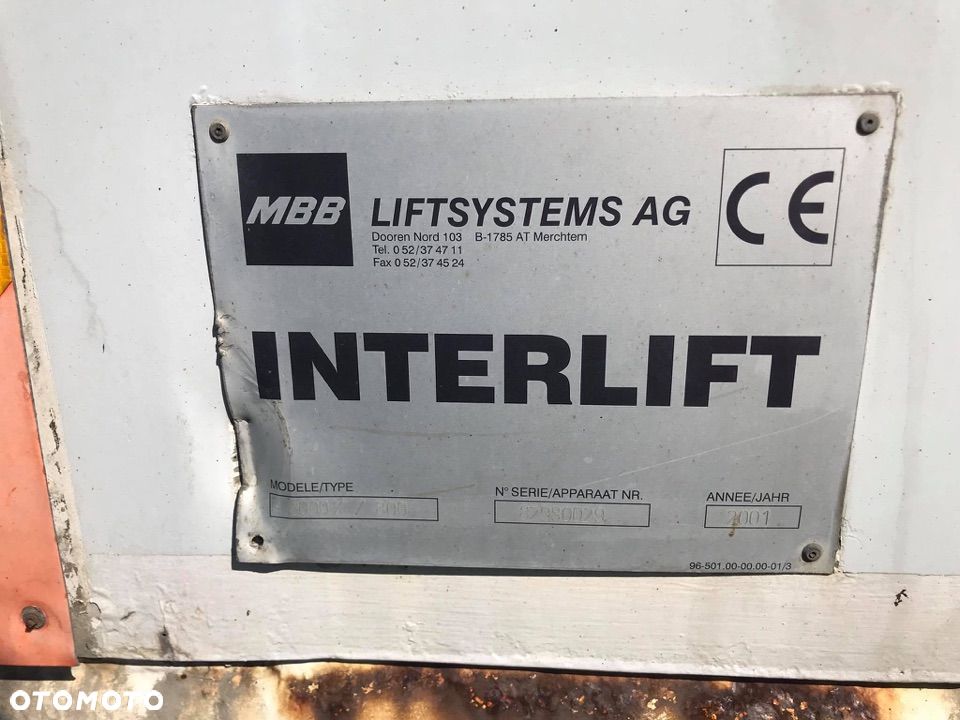 MBB
LIFTSYSTEMS AG
Dooren Nord 103 B-1785 AT Merchtem
Tel. 0 52/37 47 11
Fax 0 52/37 45 24
CE
INTERLIFT
MODELE/TYPE
N° SERIE/APPARAAT NR.
ANNEE/JAHR
2001
96-501.00-00.00-01/3
OTOMOTO